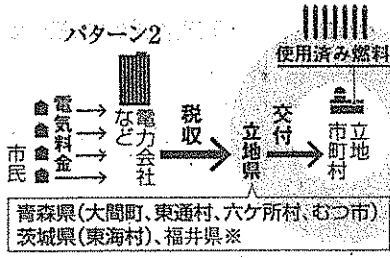 パターン2
使用済み燃料
市民
電気料金
電力会社など
税収
立地県
交付
立地市町村
青森県(大間町、東通村、六ケ所村、むつ市)
茨城県(東海村)、福井県※